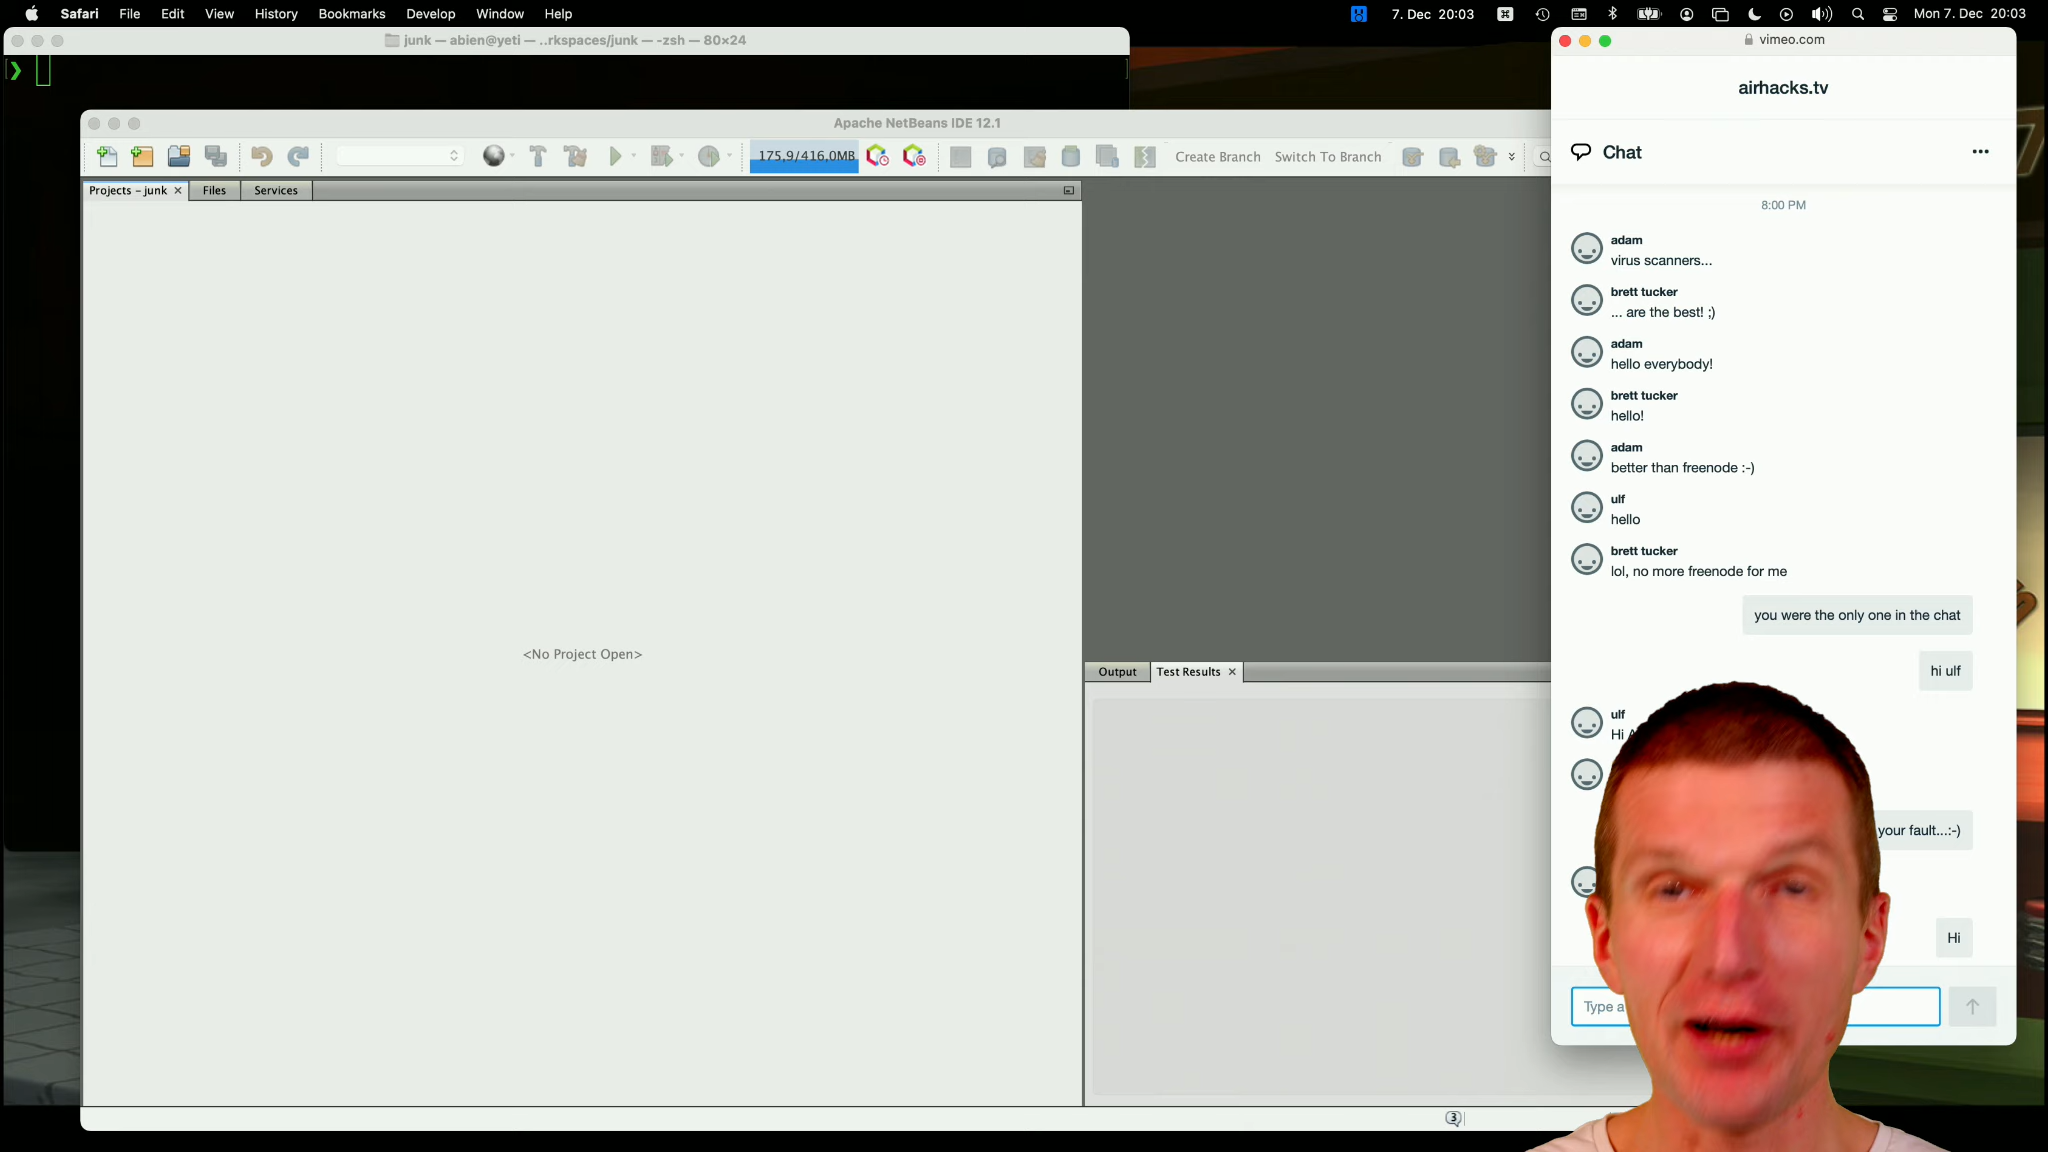 Safari File Edit View History Bookmarks Develop Window Help
7. Dec 20:03
Mon 7. Dec 20:03
junk — abien@yeti — ..rkspaces/junk — -zsh — 80×24
vimeo.com
airhacks.tv
Apache NetBeans IDE 12.1
175,9/416,0MB
Create Branch
Switch To Branch
Projects – junk
Files
Services
<No Project Open>
Output
Test Results
3
Chat
8:00 PM
adam
virus scanners...
brett tucker
... are the best! ;)
adam
hello everybody!
brett tucker
hello!
adam
better than freenode :-)
ulf
hello
brett tucker
lol, no more freenode for me
you were the only one in the chat
hi ulf
ulf
Hi
your fault...:-)
Hi
Type a